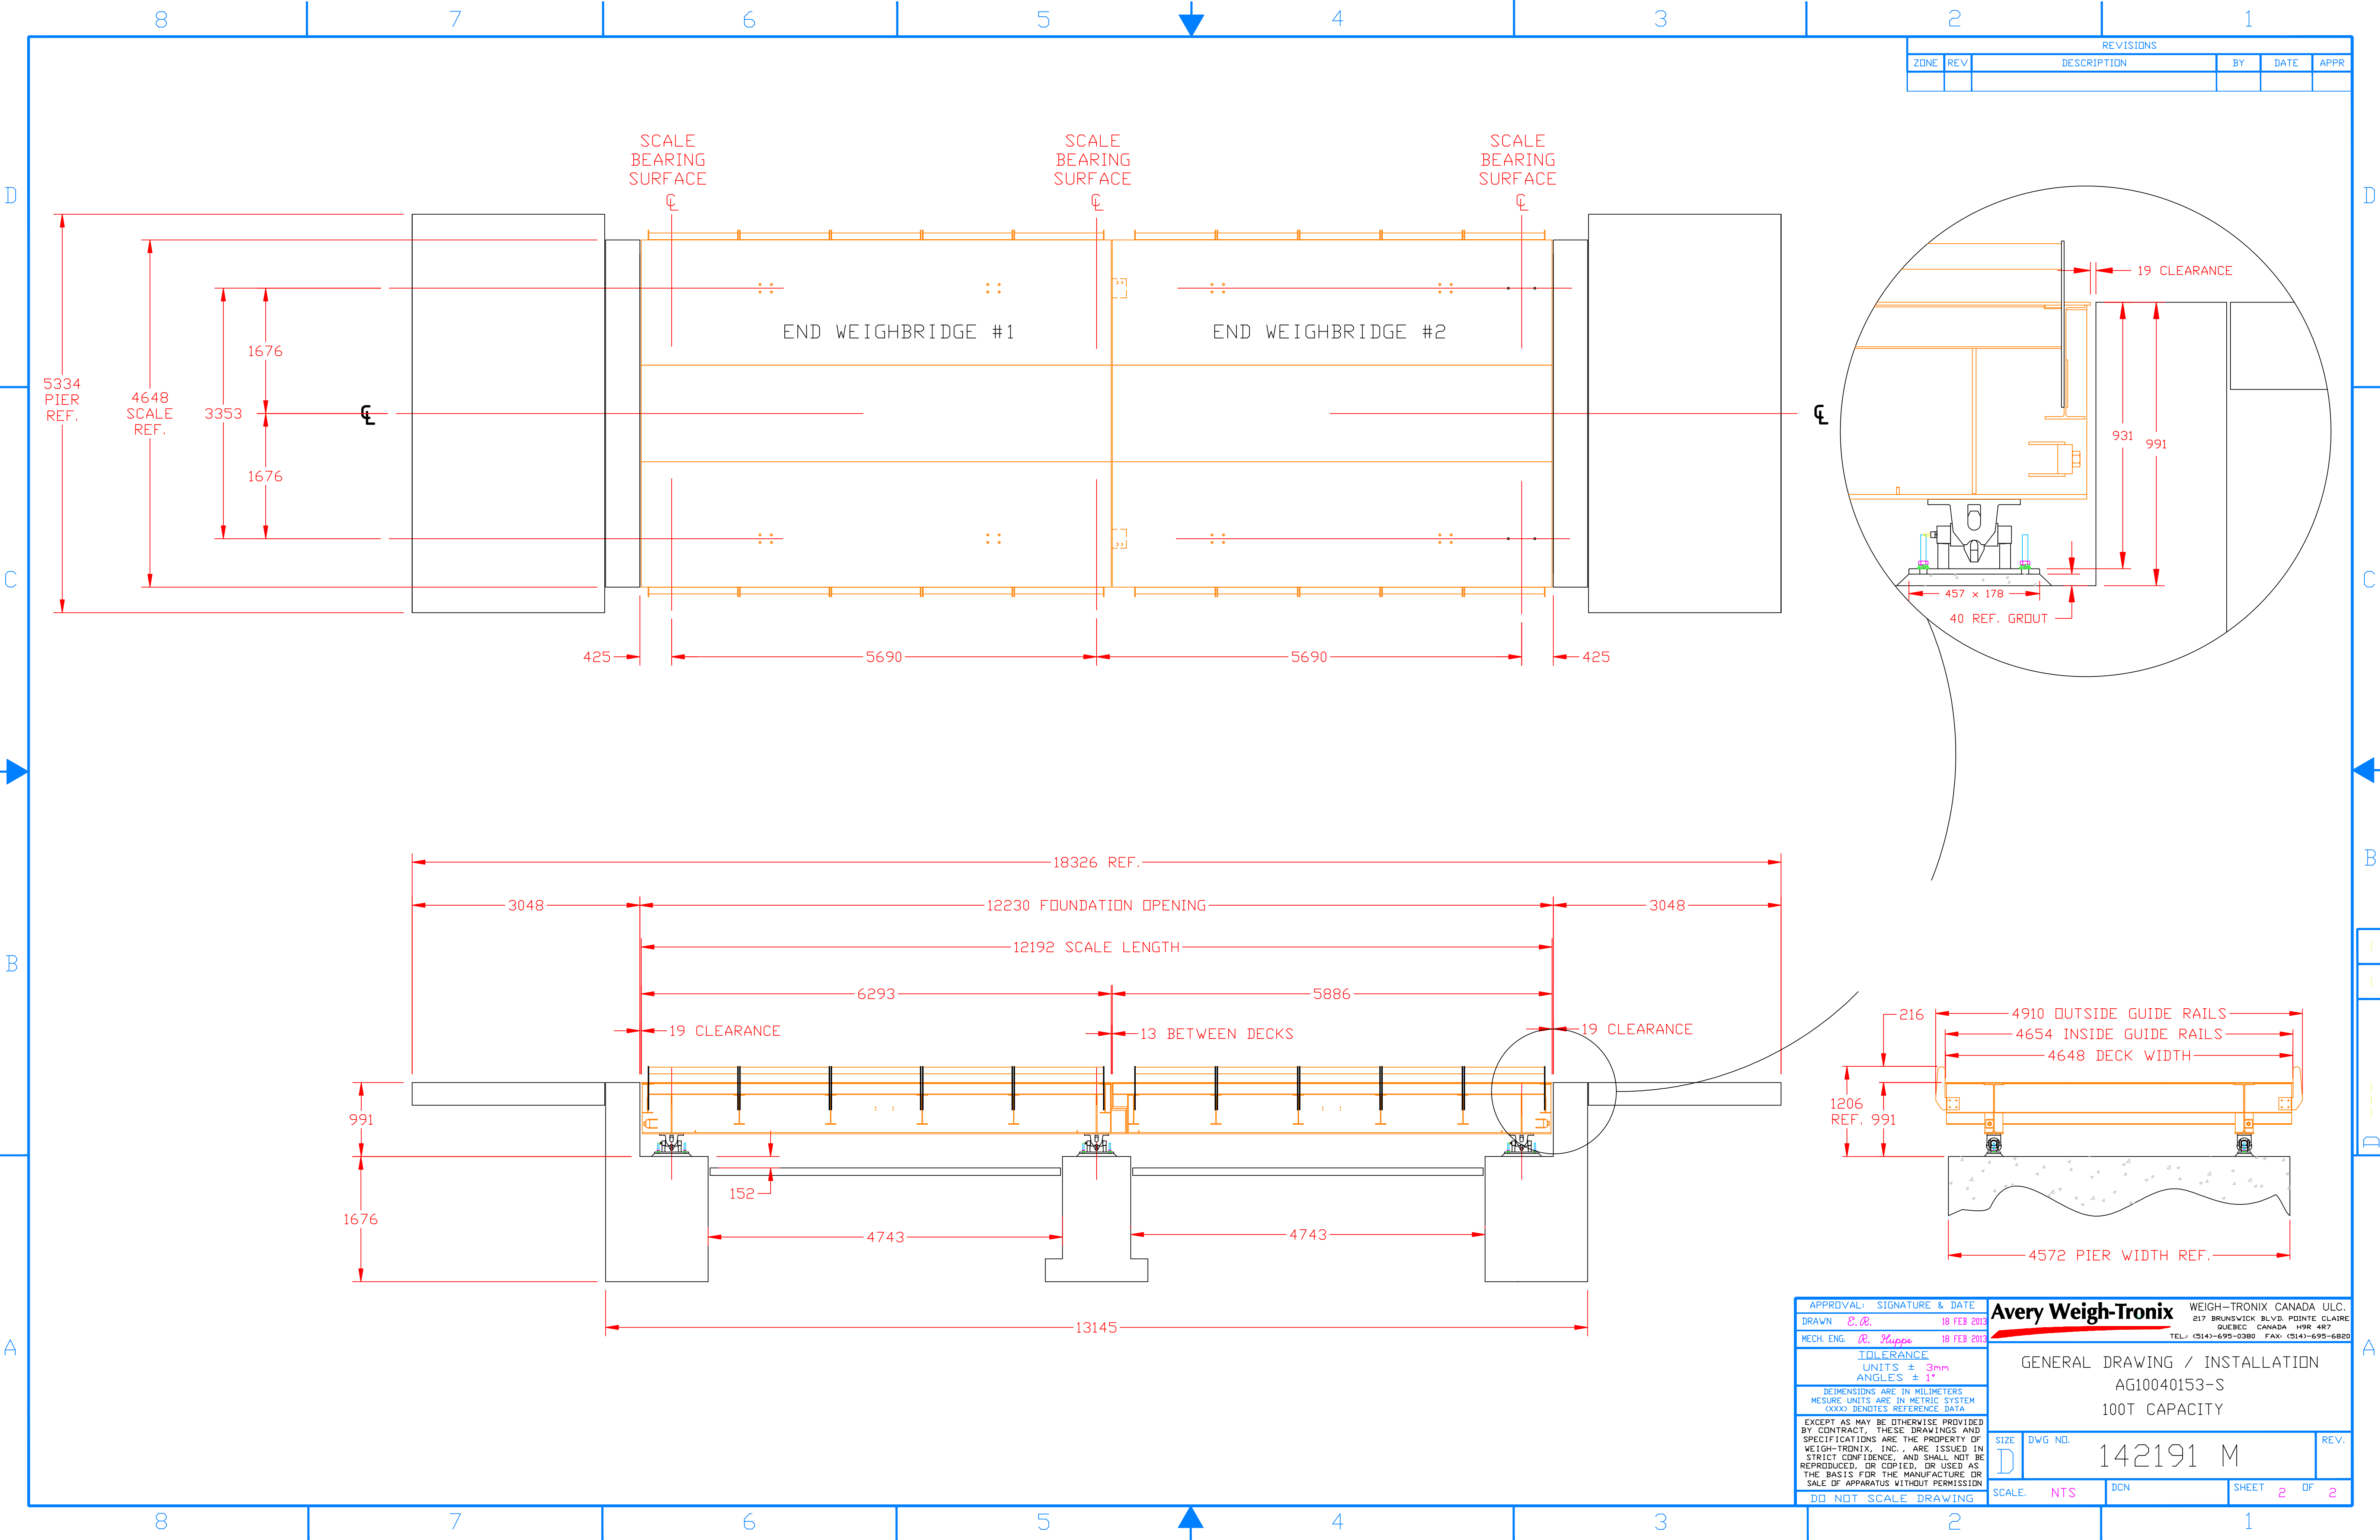 8 7 6 5 4 3 2 1
REVISIONS
ZONE REV DESCRIPTION BY DATE APPR
D
D
C
C
B
B
A
A
SCALE
BEARING
SURFACE
℄
SCALE
BEARING
SURFACE
℄
SCALE
BEARING
SURFACE
℄
END WEIGHBRIDGE #1
END WEIGHBRIDGE #2
5334
PIER
REF.
4648
SCALE
REF.
3353
1676
1676
℄
℄
425
5690
5690
425
19 CLEARANCE
931
991
457 x 178
40 REF. GROUT
18326 REF.
3048
12230 FOUNDATION OPENING
3048
12192 SCALE LENGTH
6293
5886
19 CLEARANCE
13 BETWEEN DECKS
19 CLEARANCE
991
1676
152
4743
4743
13145
216
4910 OUTSIDE GUIDE RAILS
4654 INSIDE GUIDE RAILS
4648 DECK WIDTH
1206
REF.
991
4572 PIER WIDTH REF.
APPROVAL: SIGNATURE & DATE
DRAWN E.R. 18 FEB 2013
MECH. ENG. R. Huppe 18 FEB 2013
TOLERANCE
UNITS ± 3mm
ANGLES ± 1°
DEIMENSIONS ARE IN MILIMETERS
MESURE UNITS ARE IN METRIC SYSTEM
(XXX) DENOTES REFERENCE DATA
EXCEPT AS MAY BE OTHERWISE PROVIDED
BY CONTRACT, THESE DRAWINGS AND
SPECIFICATIONS ARE THE PROPERTY OF
WEIGH-TRONIX, INC., ARE ISSUED IN
STRICT CONFIDENCE, AND SHALL NOT BE
REPRODUCED, OR COPIED, OR USED AS
THE BASIS FOR THE MANUFACTURE OR
SALE OF APPARATUS WITHOUT PERMISSION
DO NOT SCALE DRAWING
Avery Weigh-Tronix
WEIGH-TRONIX CANADA ULC.
217 BRUNSWICK BLVD. POINTE CLAIRE
QUEBEC CANADA H9R 4R7
TEL.: (514)-695-0380 FAX: (514)-695-6820
GENERAL DRAWING / INSTALLATION
AG10040153-S
100T CAPACITY
SIZE
D
DWG NO.
142191 M
REV.
SCALE. NTS
DCN
SHEET 2 OF 2
D
8 7 6 5 4 3 2 1